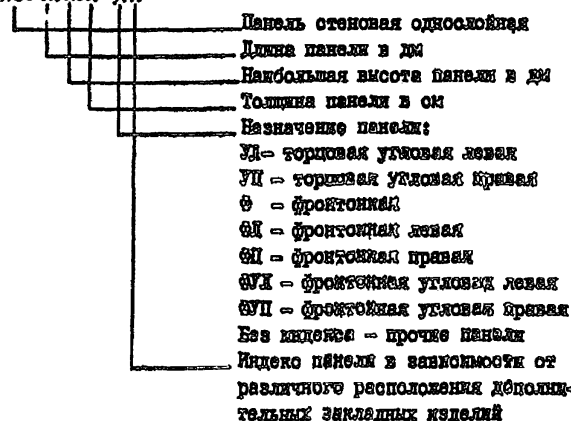 Панель стеновая однослойная
Длина панели в дм
Наибольшая высота панели в дм
Толщина панели в см
Назначение панели:
УЛ – торцовая угловая левая
УП – торцовая угловая правая
Ф – фронтонная
ФЛ – фронтонная левая
ФП – фронтонная правая
ФУЛ – фронтонная угловая левая
ФУП – фронтонная угловая правая
Без индекса – прочие панели
Индекс панели в зависимости от
различного расположения дополни-
тельных закладных изделий